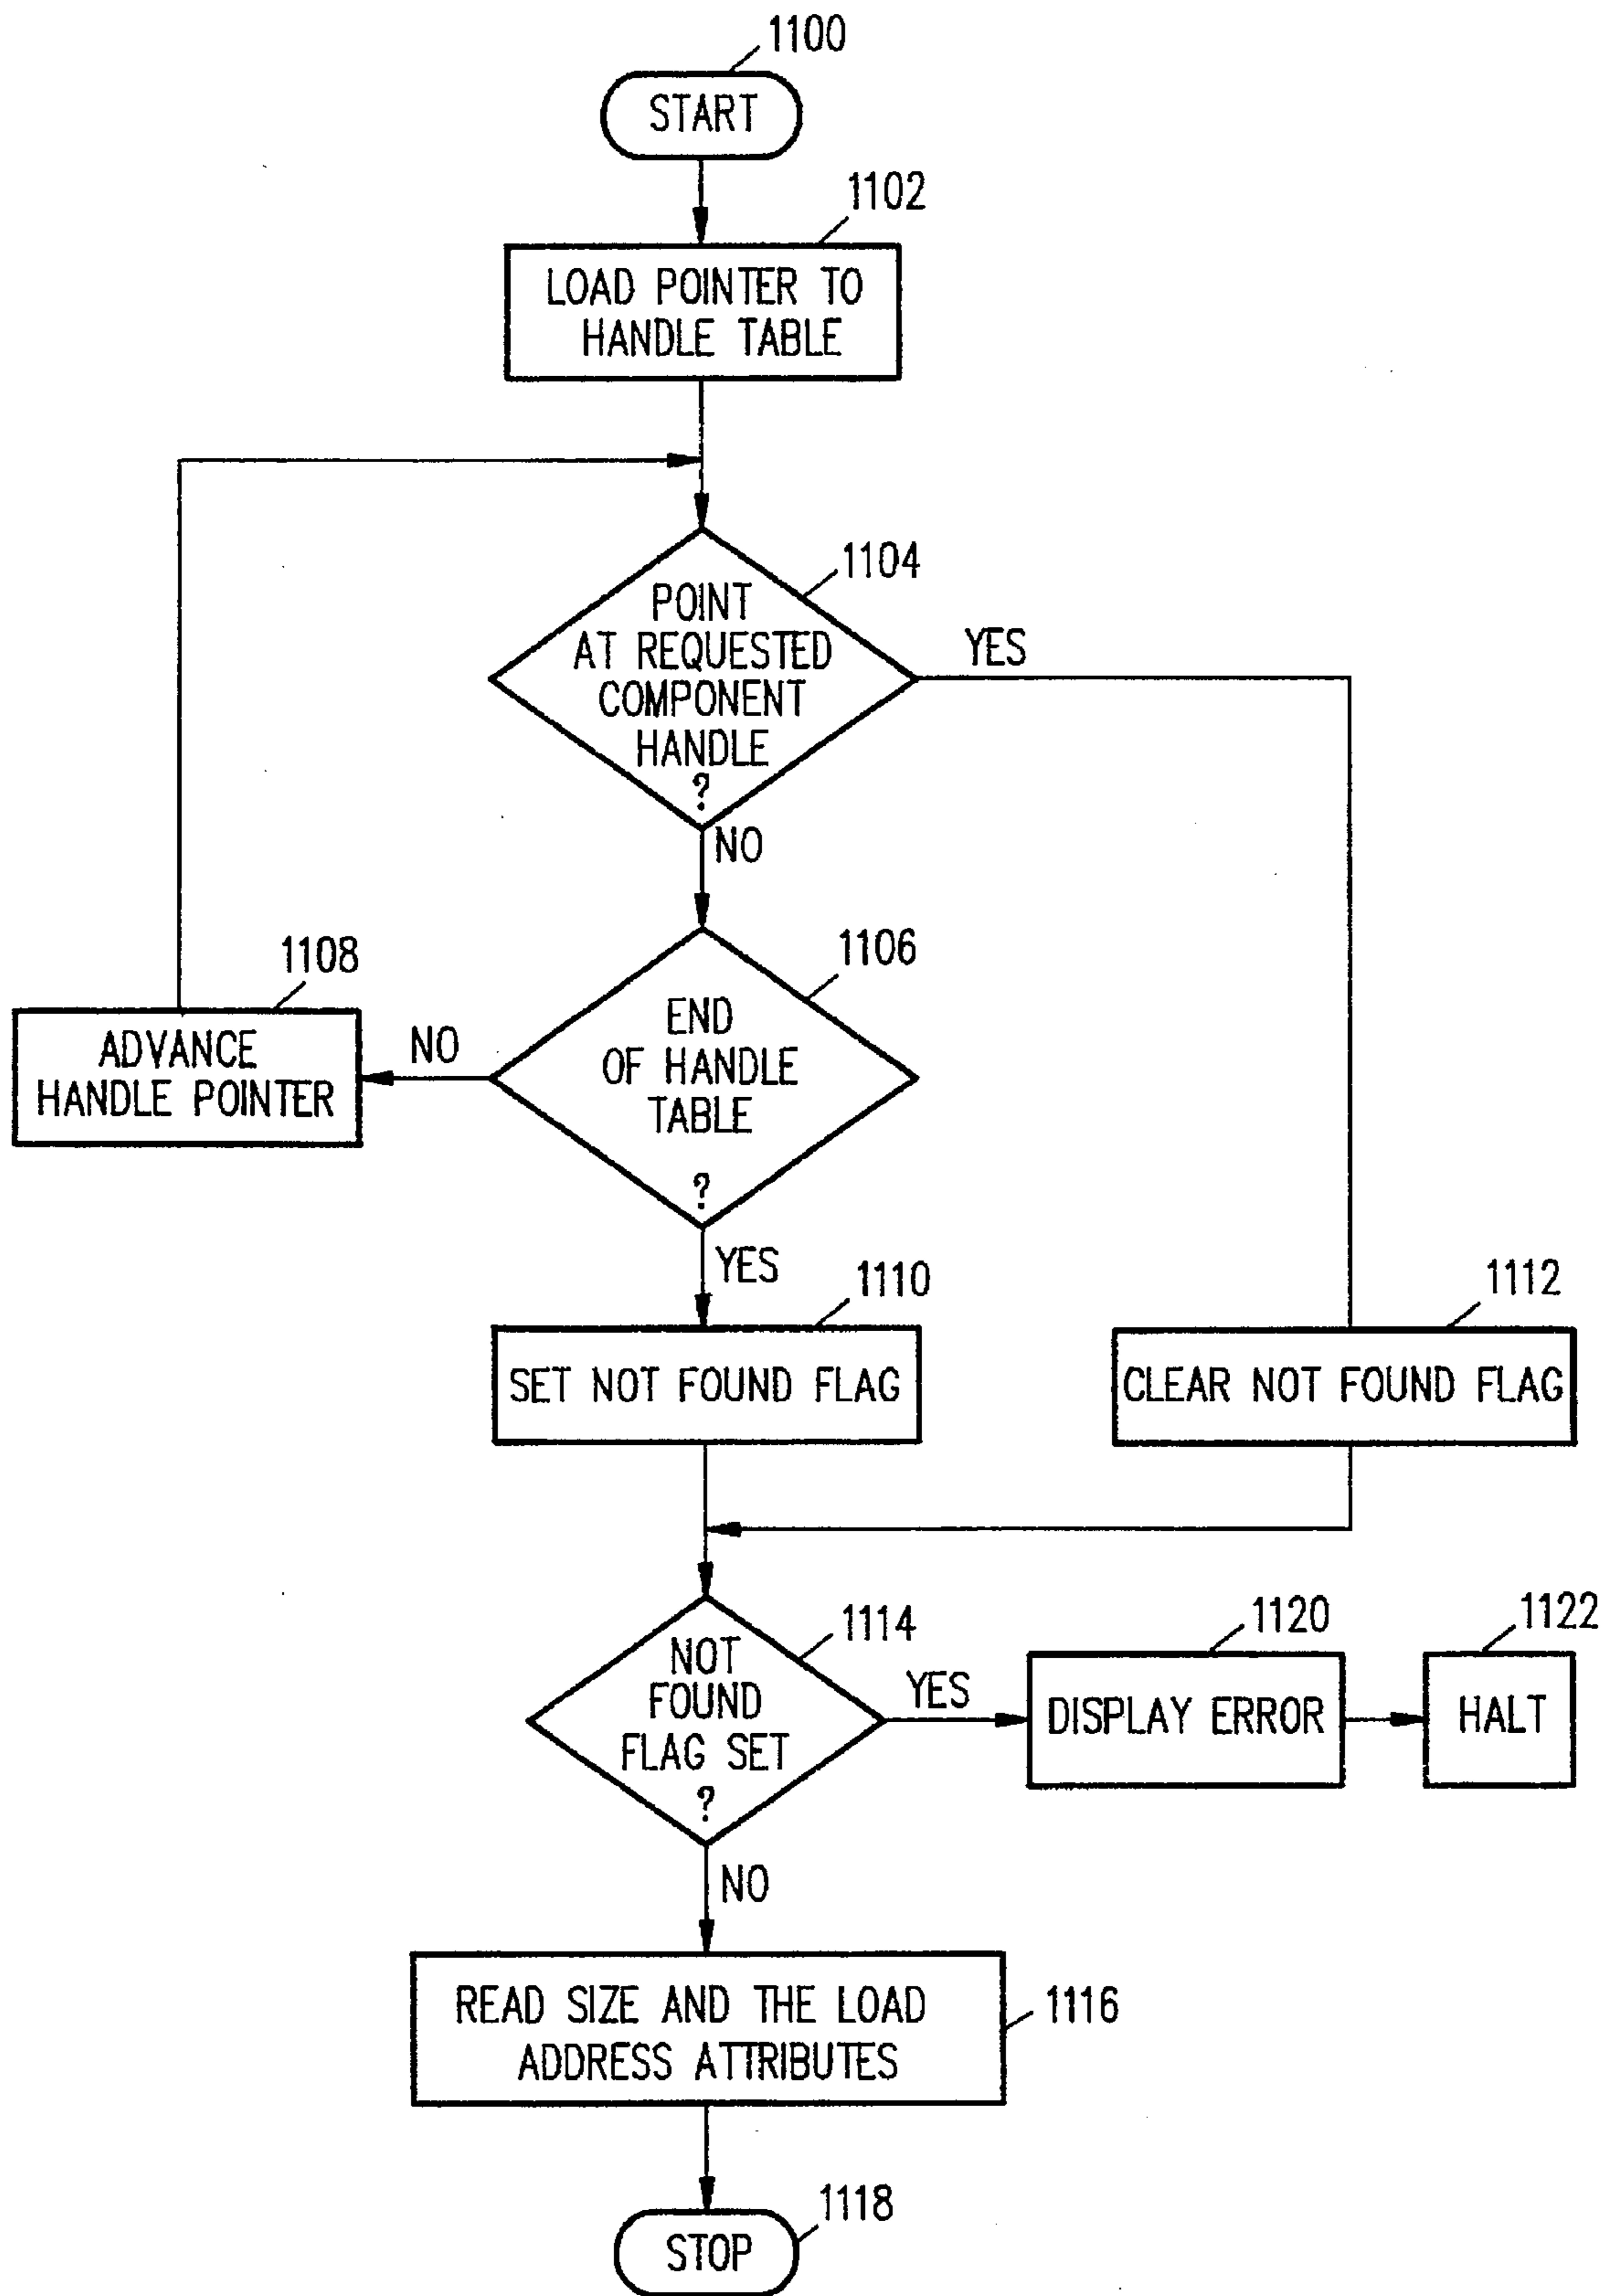 1100
START
1102
LOAD POINTER TO
HANDLE TABLE
1104
POINT
AT REQUESTED
COMPONENT
HANDLE
?
YES
NO
1106
END
OF HANDLE
TABLE
?
1108
ADVANCE
HANDLE POINTER
NO
YES
1110
SET NOT FOUND FLAG
1112
CLEAR NOT FOUND FLAG
1114
NOT
FOUND
FLAG SET
?
YES
1120
DISPLAY ERROR
1122
HALT
NO
READ SIZE AND THE LOAD
ADDRESS ATTRIBUTES
1116
1118
STOP